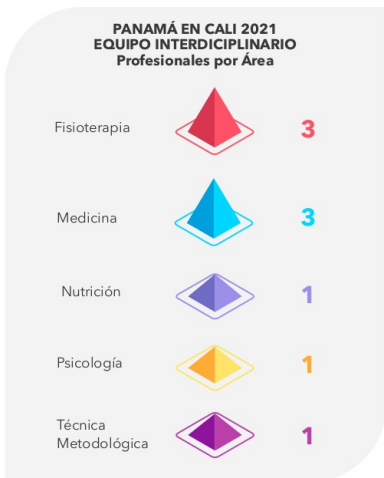 PANAMÁ EN CALI 2021
EQUIPO INTERDICIPLINARIO
Profesionales por Área
Fisioterapia 3
Medicina 3
Nutrición 1
Psicología 1
Técnica
Metodológica 1